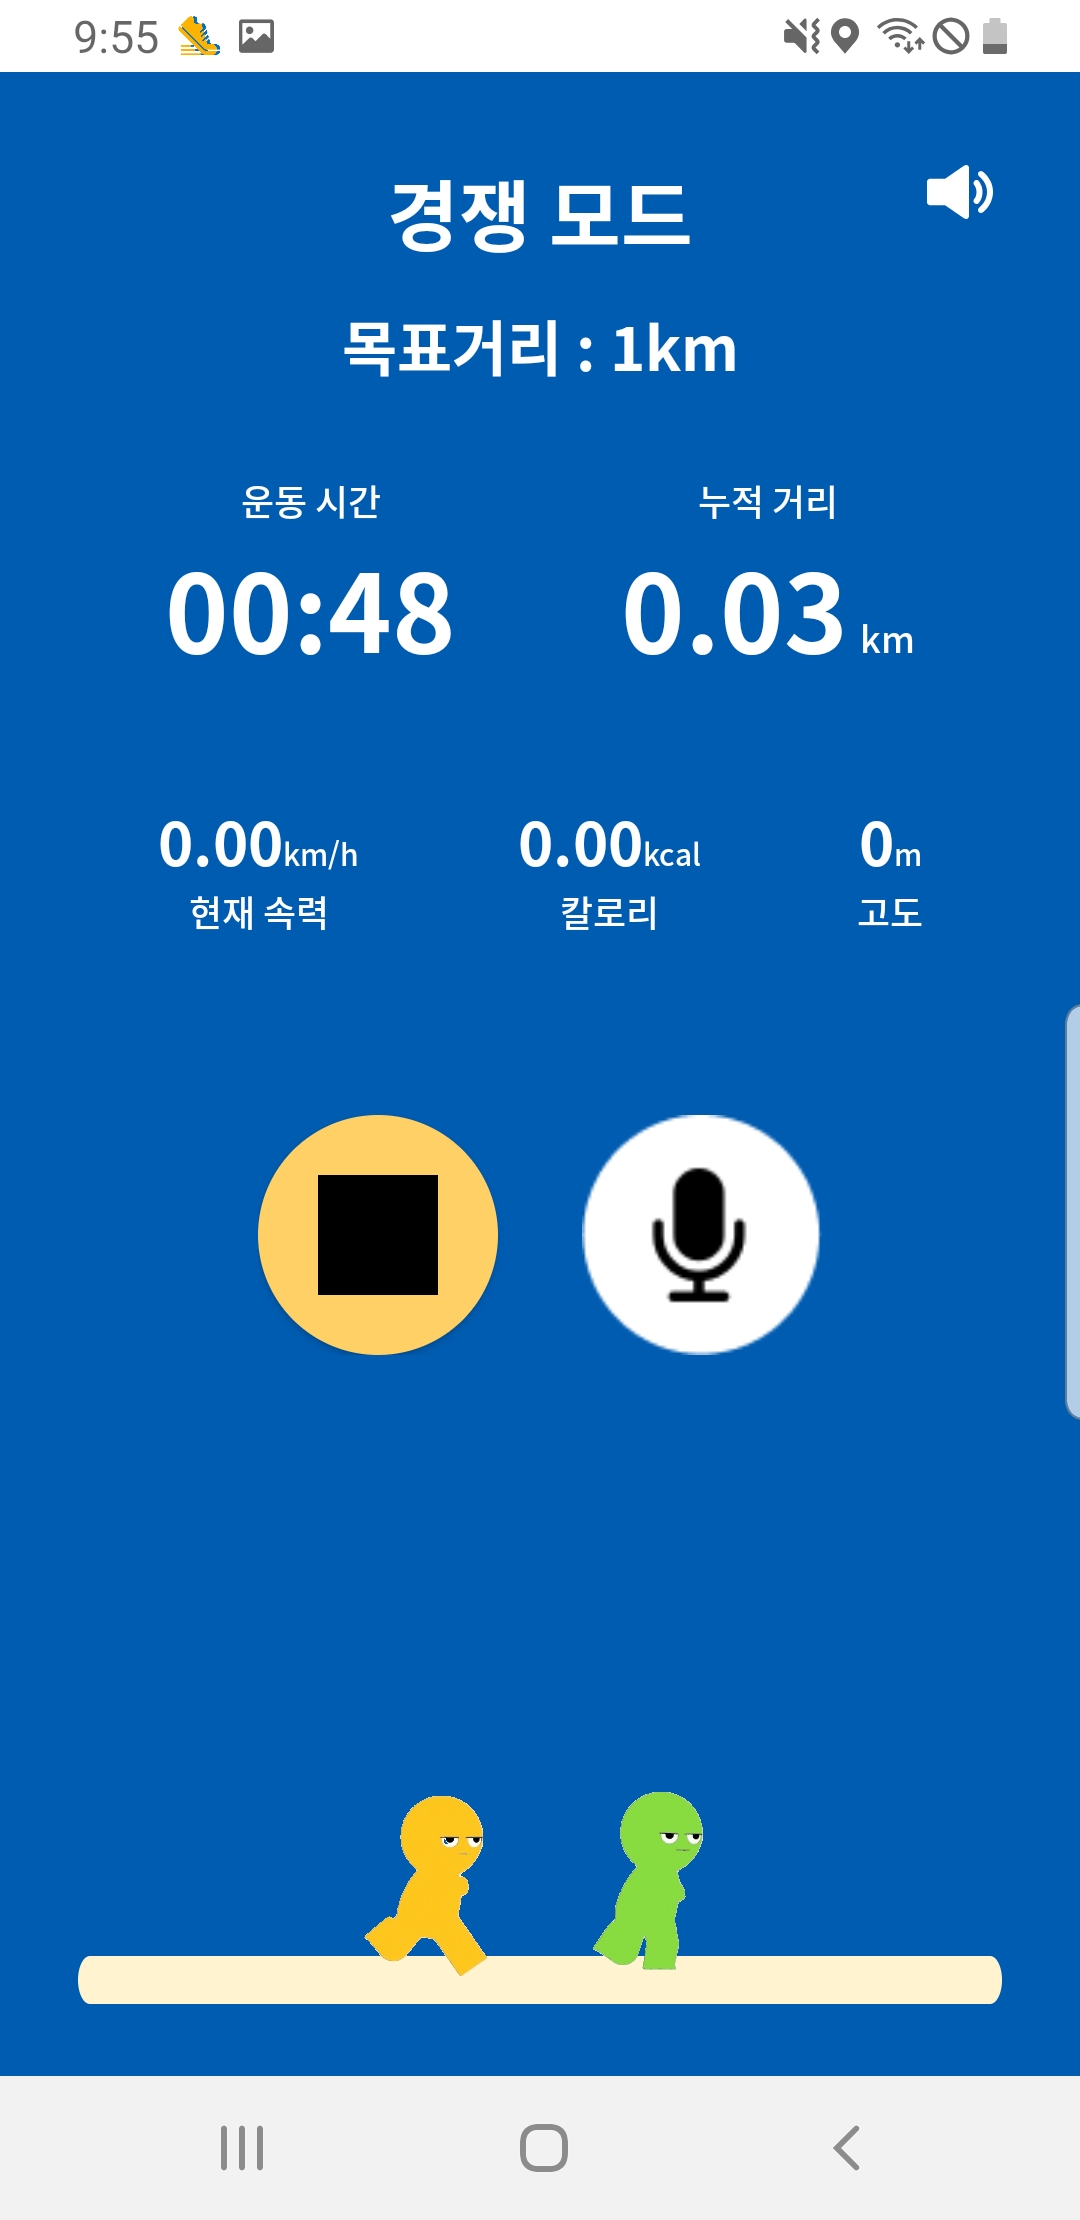 9:55
경쟁 모드
목표거리 : 1km
운동 시간 누적 거리
00:48 0.03 km
0.00km/h 0.00kcal 0m
현재 속력 칼로리 고도